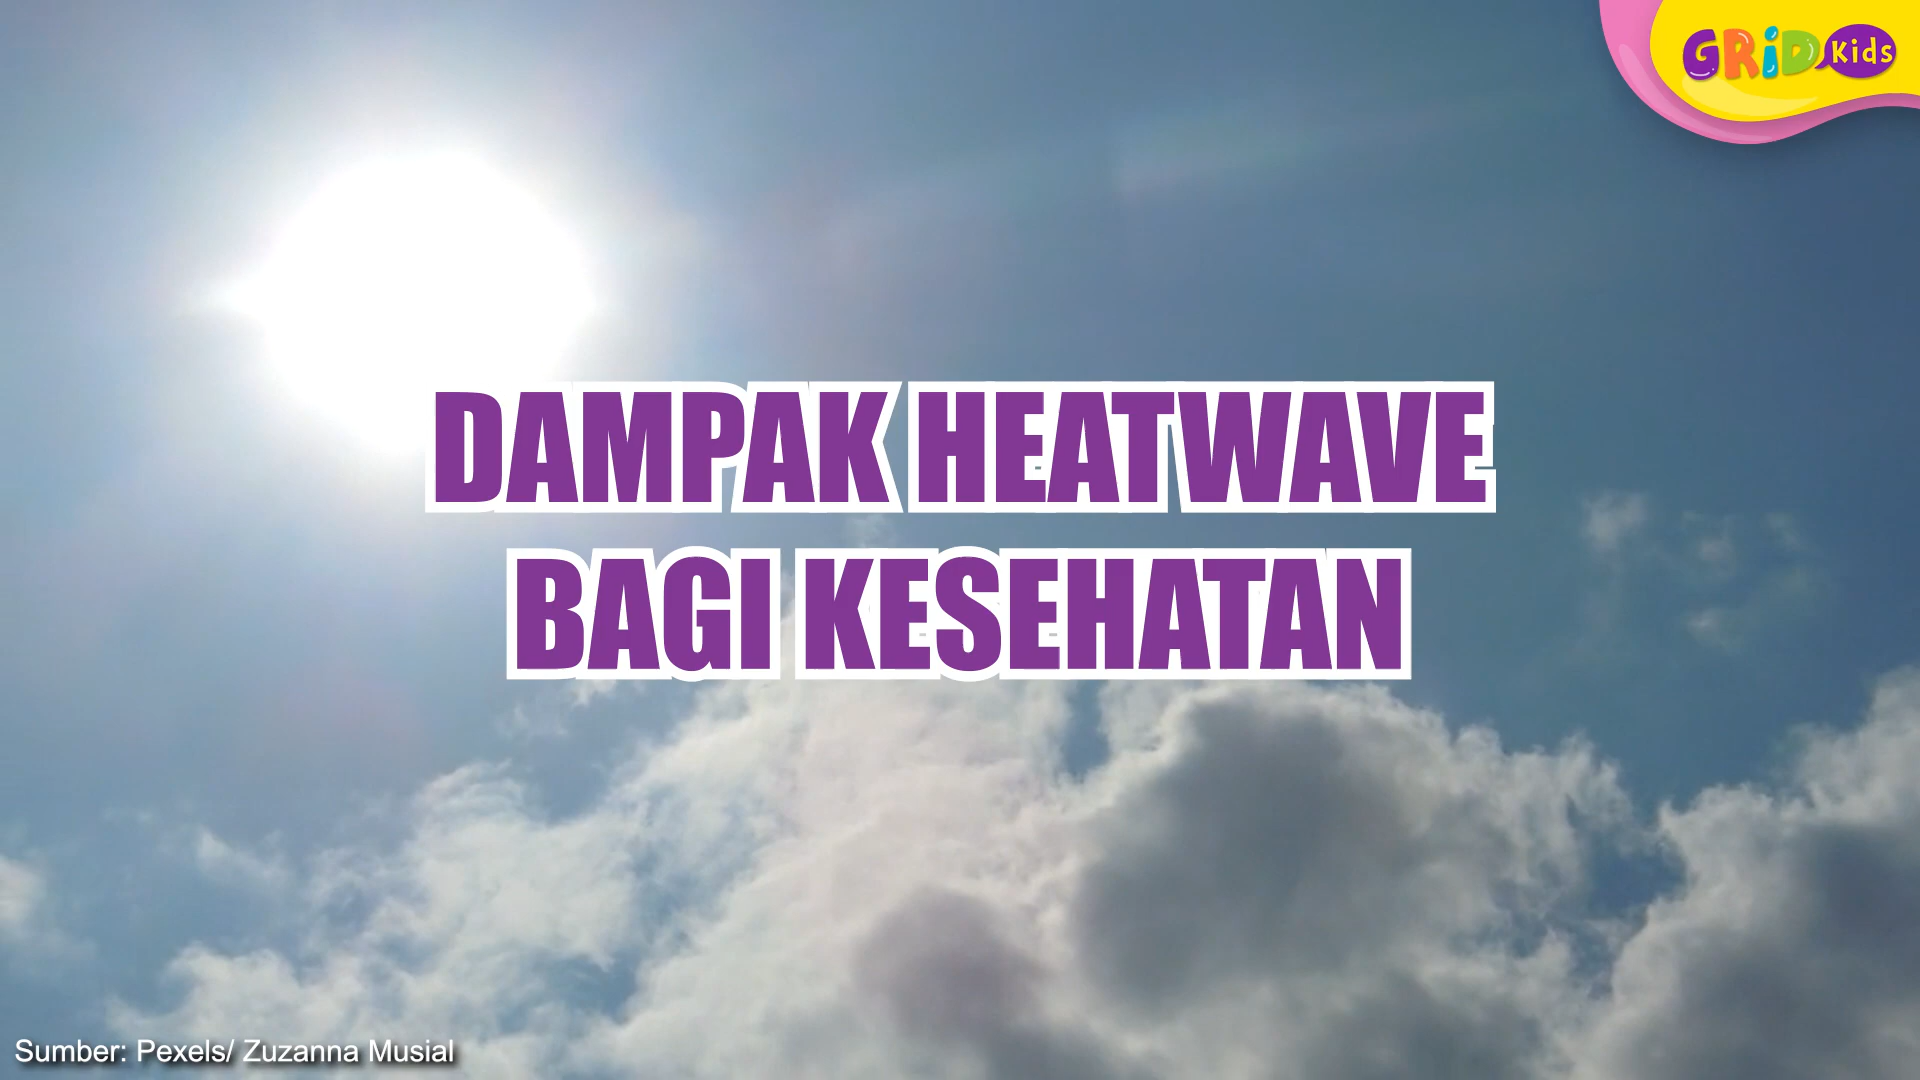 GRiD Kids
DAMPAK HEATWAVE
BAGI KESEHATAN
Sumber: Pexels/ Zuzanna Musial